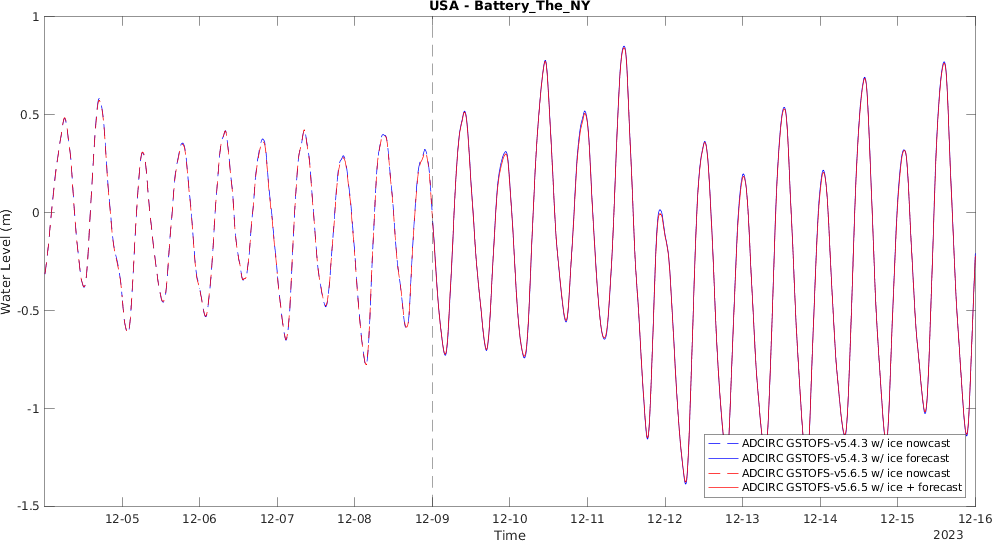 USA - Battery_The_NY
1
0.5
0
-0.5
-1
-1.5
Water Level (m)
ADCIRC GSTOFS-v5.4.3 w/ ice nowcast
ADCIRC GSTOFS-v5.4.3 w/ ice forecast
ADCIRC GSTOFS-v5.6.5 w/ ice nowcast
ADCIRC GSTOFS-v5.6.5 w/ ice + forecast
12-05 12-06 12-07 12-08 12-09 12-10 12-11 12-12 12-13 12-14 12-15 12-16
Time
2023